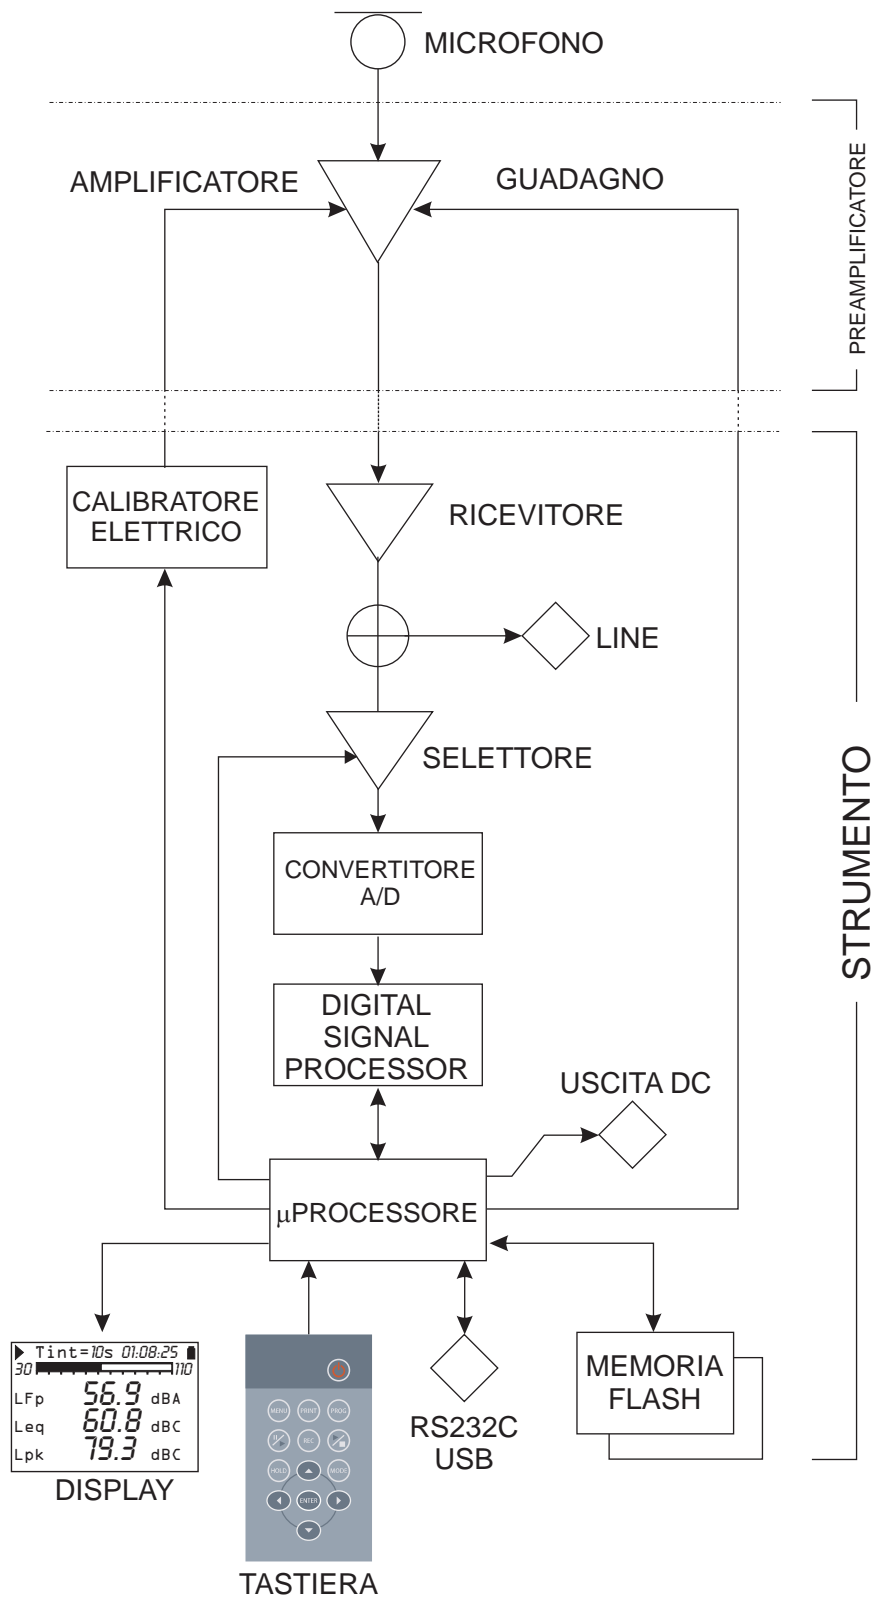 MICROFONO
AMPLIFICATORE
GUADAGNO
PREAMPLIFICATORE
CALIBRATORE
ELETTRICO
RICEVITORE
LINE
SELETTORE
CONVERTITORE
A/D
STRUMENTO
DIGITAL
SIGNAL
PROCESSOR
USCITA DC
µPROCESSORE
Tint=10s 01:08:25
30 110
LFp 56.9 dBA
Leq 60.8 dBC
Lpk 79.3 dBC
DISPLAY
MENU PRINT PROG
REC
HOLD MODE
ENTER
TASTIERA
RS232C
USB
MEMORIA
FLASH